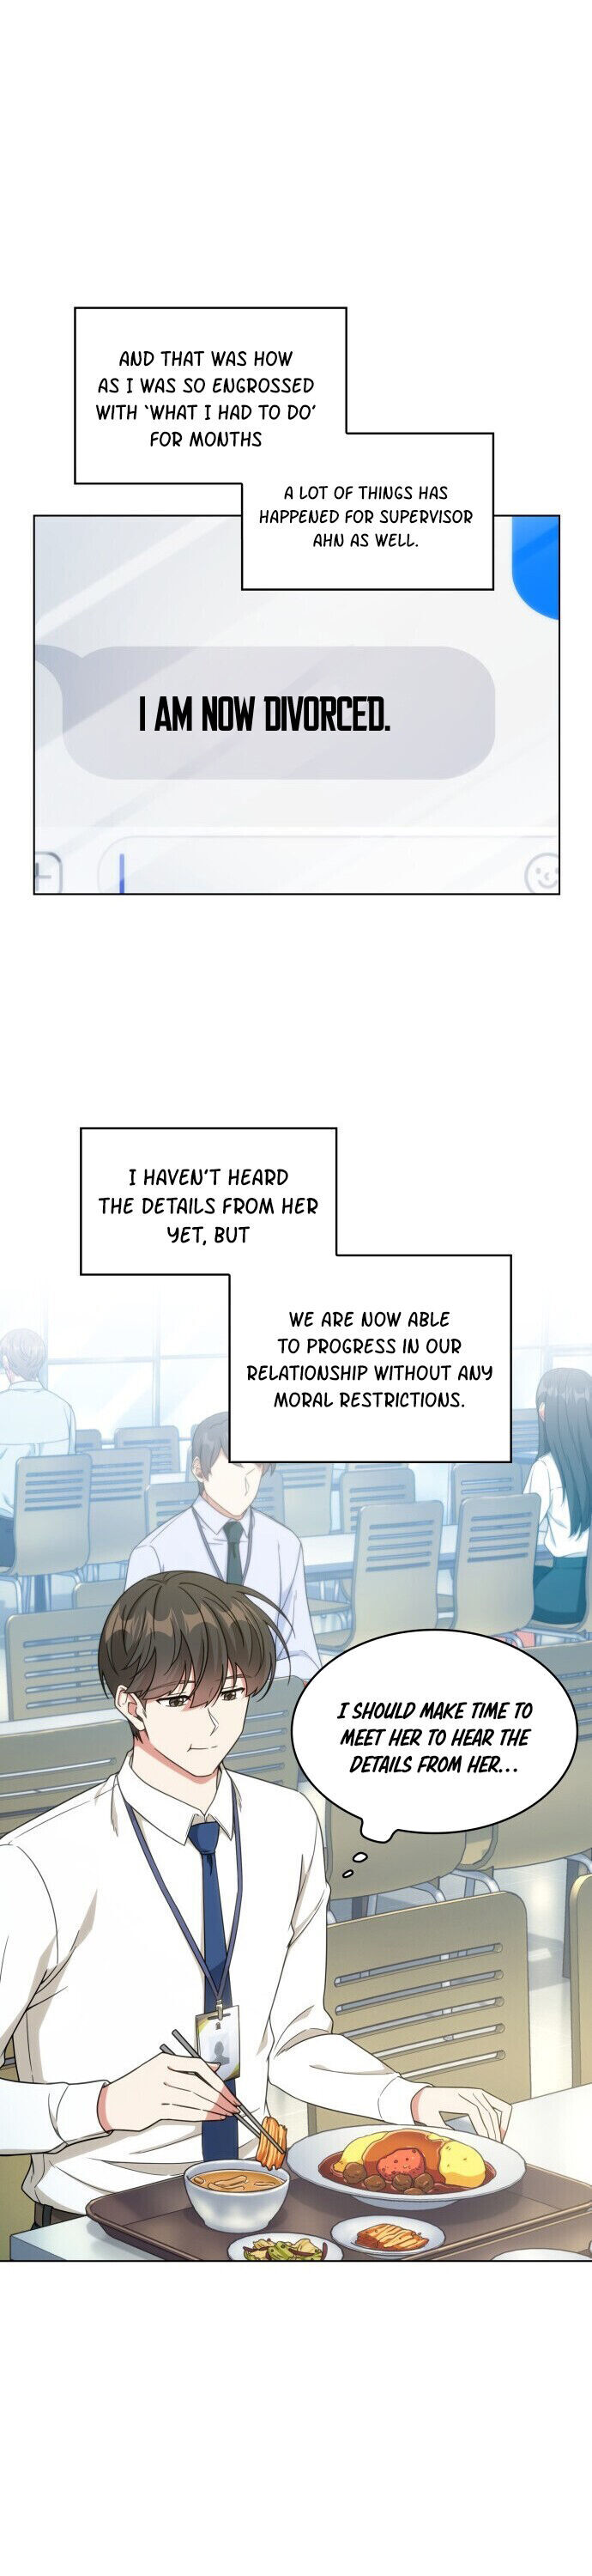 AND THAT WAS HOW
AS I WAS SO ENGROSSED
WITH 'WHAT I HAD TO DO'
FOR MONTHS
A LOT OF THINGS HAS
HAPPENED FOR SUPERVISOR
AHN AS WELL.
I AM NOW DIVORCED.
I HAVEN'T HEARD
THE DETAILS FROM HER
YET, BUT
WE ARE NOW ABLE
TO PROGRESS IN OUR
RELATIONSHIP WITHOUT ANY
MORAL RESTRICTIONS.
I SHOULD MAKE TIME TO
MEET HER TO HEAR THE
DETAILS FROM HER...